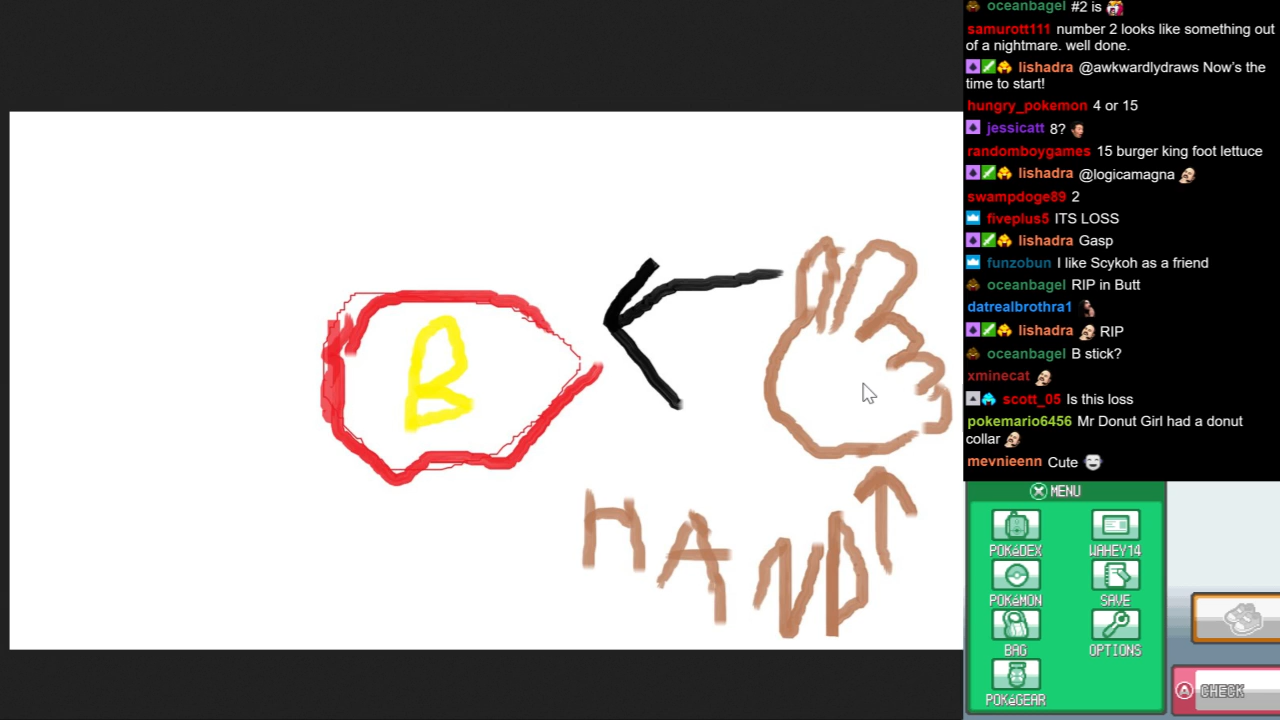 oceanbagel #2 is
samurott111 number 2 looks like something out
of a nightmare. well done.
lishadra @awkwardlydraws Now's the
time to start!
hungry_pokemon 4 or 15
jessicatt 8?
randomboygames 15 burger king foot lettuce
lishadra @logicamagna
swampdoge89 2
fiveplus5 ITS LOSS
lishadra Gasp
funzobun I like Scykoh as a friend
oceanbagel RIP in Butt
datrealbrothra1
lishadra RIP
oceanbagel B stick?
xminecat
scott_05 Is this loss
pokemario6456 Mr Donut Girl had a donut
collar
mevnieenn Cute
B
HAND
X MENU
POKéDEX
WAHEY14
POKéMON
SAVE
BAG
OPTIONS
POKéGEAR
A CHECK